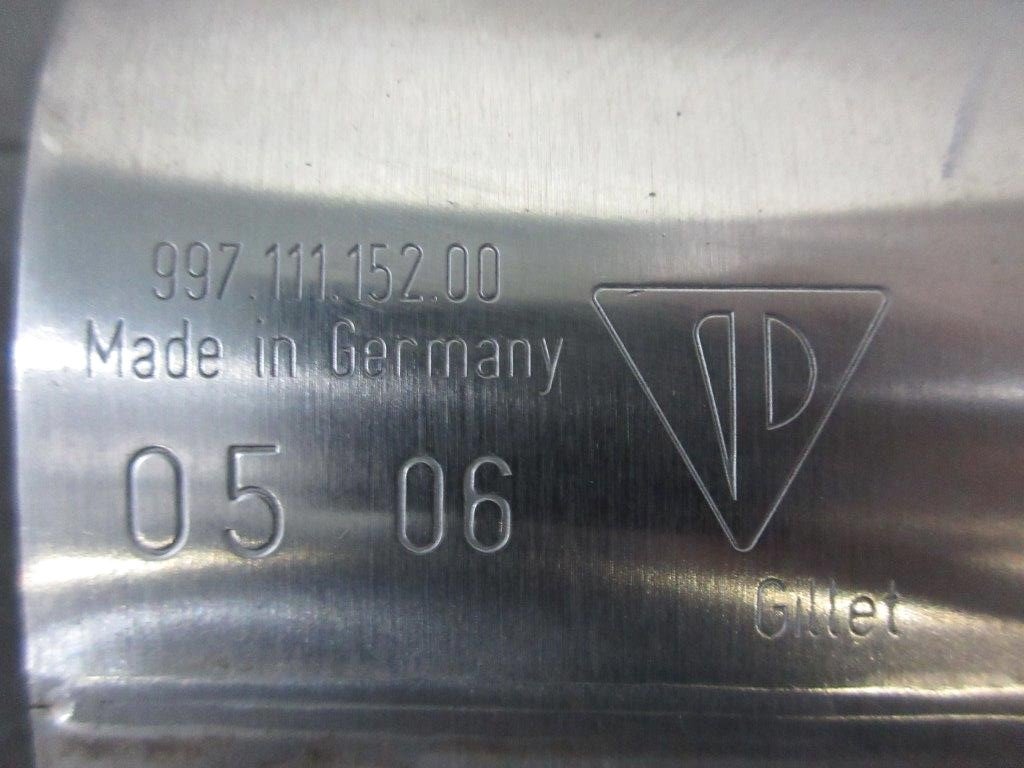 997.111.152.00
Made in Germany
05 06
Gillet